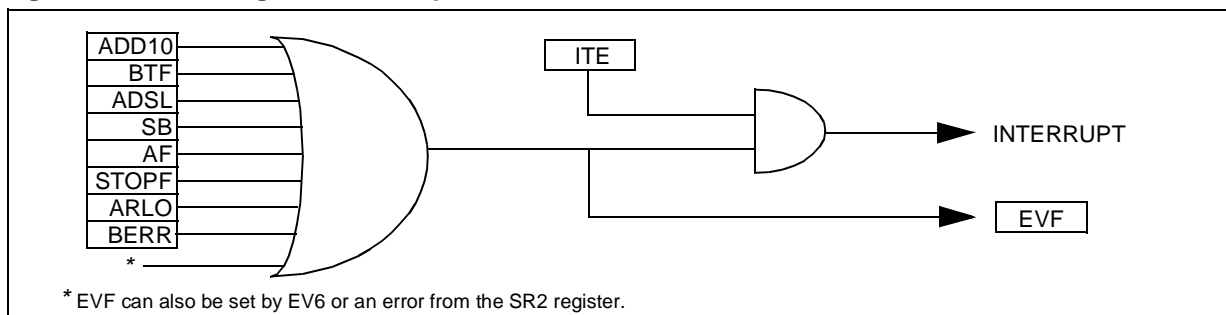 ADD10
BTF
ADSL
SB
AF
STOPF
ARLO
BERR
*
ITE
INTERRUPT
EVF
* EVF can also be set by EV6 or an error from the SR2 register.